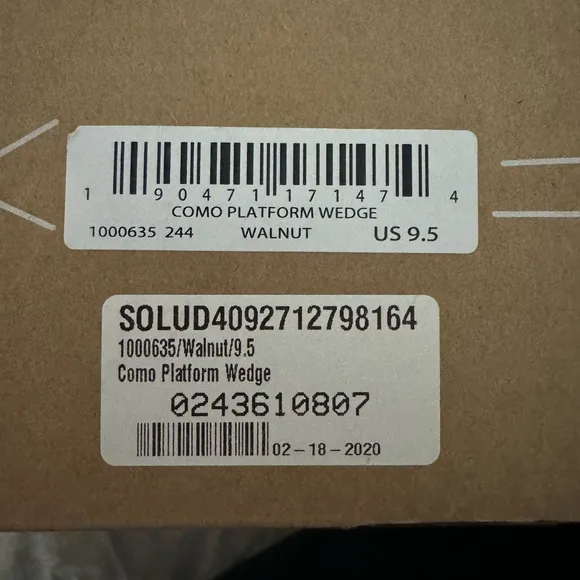 1 90471 17147 4
COMO PLATFORM WEDGE
1000635 244 WALNUT US 9.5
SOLUD4092712798164
1000635/Walnut/9.5
Como Platform Wedge
0243610807
02-18-2020